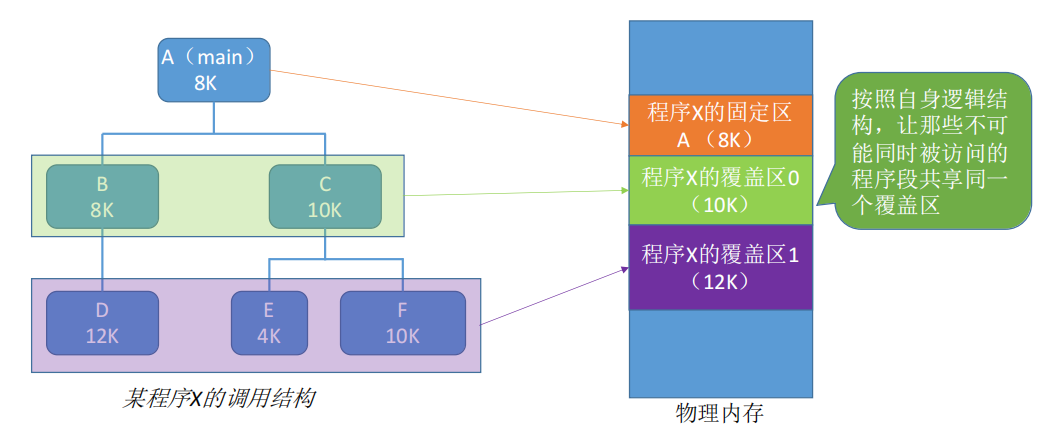 A（main）
8K
B
8K
C
10K
D
12K
E
4K
F
10K
某程序X的调用结构
程序X的固定区
A （8K）
程序X的覆盖区0
（10K）
程序X的覆盖区1
（12K）
物理内存
按照自身逻辑结
构，让那些不可
能同时被访问的
程序段共享同一
个覆盖区